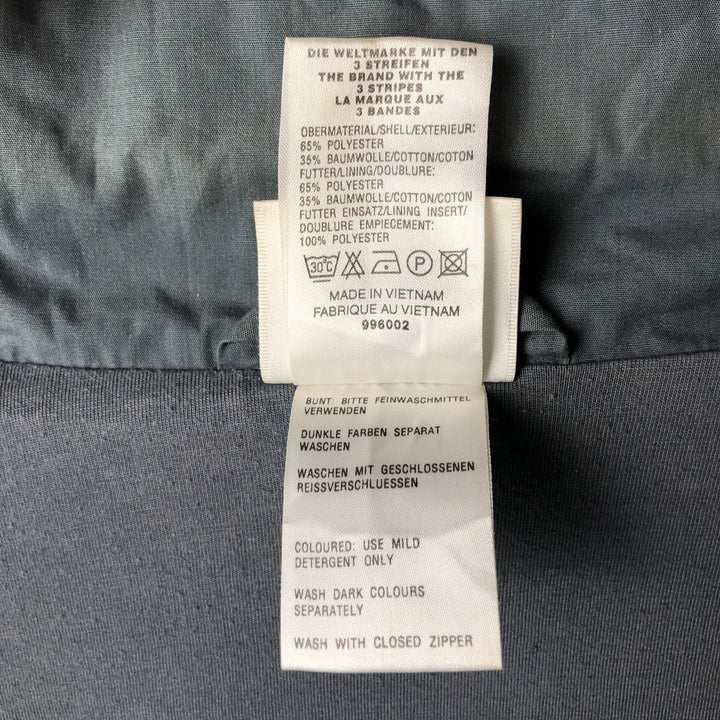 DIE WELTMARKE MIT DEN
3 STREIFEN
THE BRAND WITH THE
3 STRIPES
LA MARQUE AUX
3 BANDES
OBERMATERIAL/SHELL/EXTERIEUR:
65% POLYESTER
35% BAUMWOLLE/COTTON/COTON
FUTTER/LINING/DOUBLURE:
65% POLYESTER
35% BAUMWOLLE/COTTON/COTON
FUTTER EINSATZ/LINING INSERT/
DOUBLURE EMPIECEMENT:
100% POLYESTER
30°C P
MADE IN VIETNAM
FABRIQUE AU VIETNAM
996002
BUNT: BITTE FEINWASCHMITTEL
VERWENDEN
DUNKLE FARBEN SEPARAT
WASCHEN
WASCHEN MIT GESCHLOSSENEN
REISSVERSCHLUESSEN
COLOURED: USE MILD
DETERGENT ONLY
WASH DARK COLOURS
SEPARATELY
WASH WITH CLOSED ZIPPER